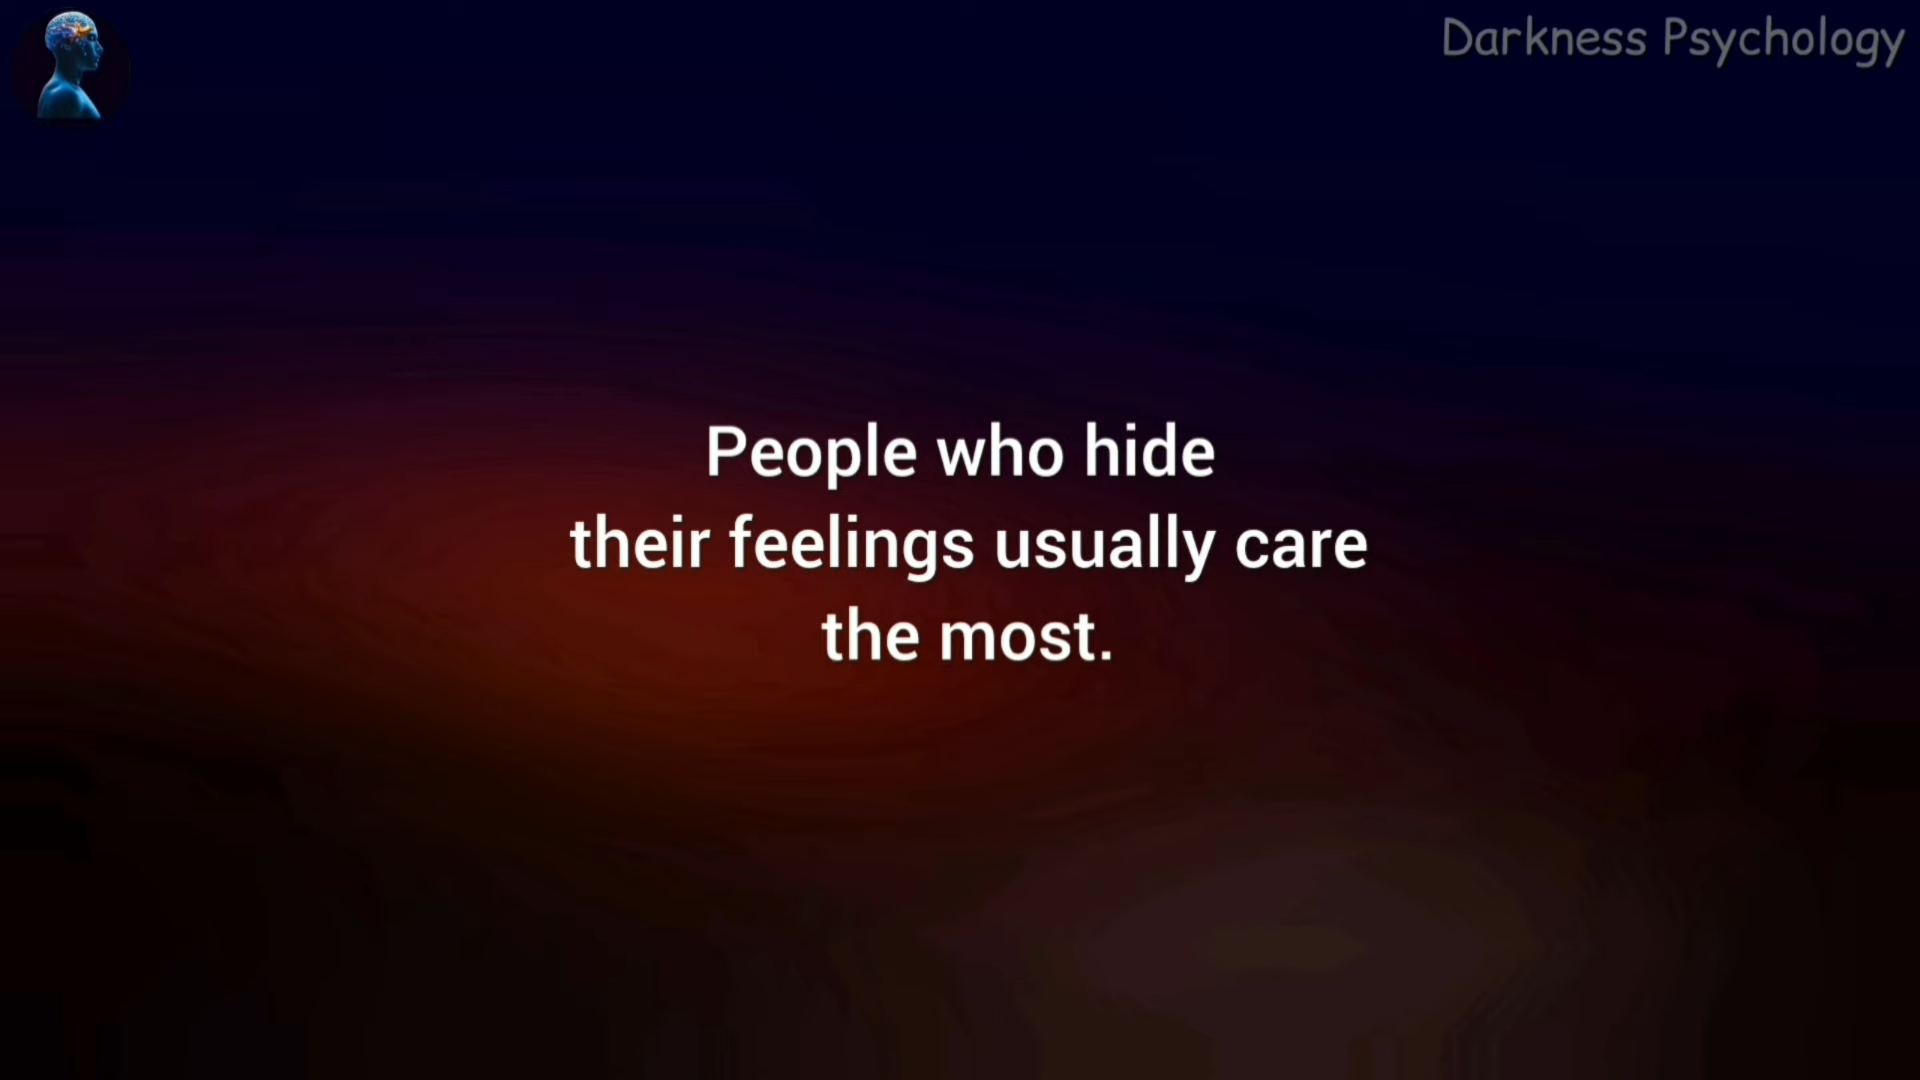 Darkness Psychology
People who hide
their feelings usually care
the most.